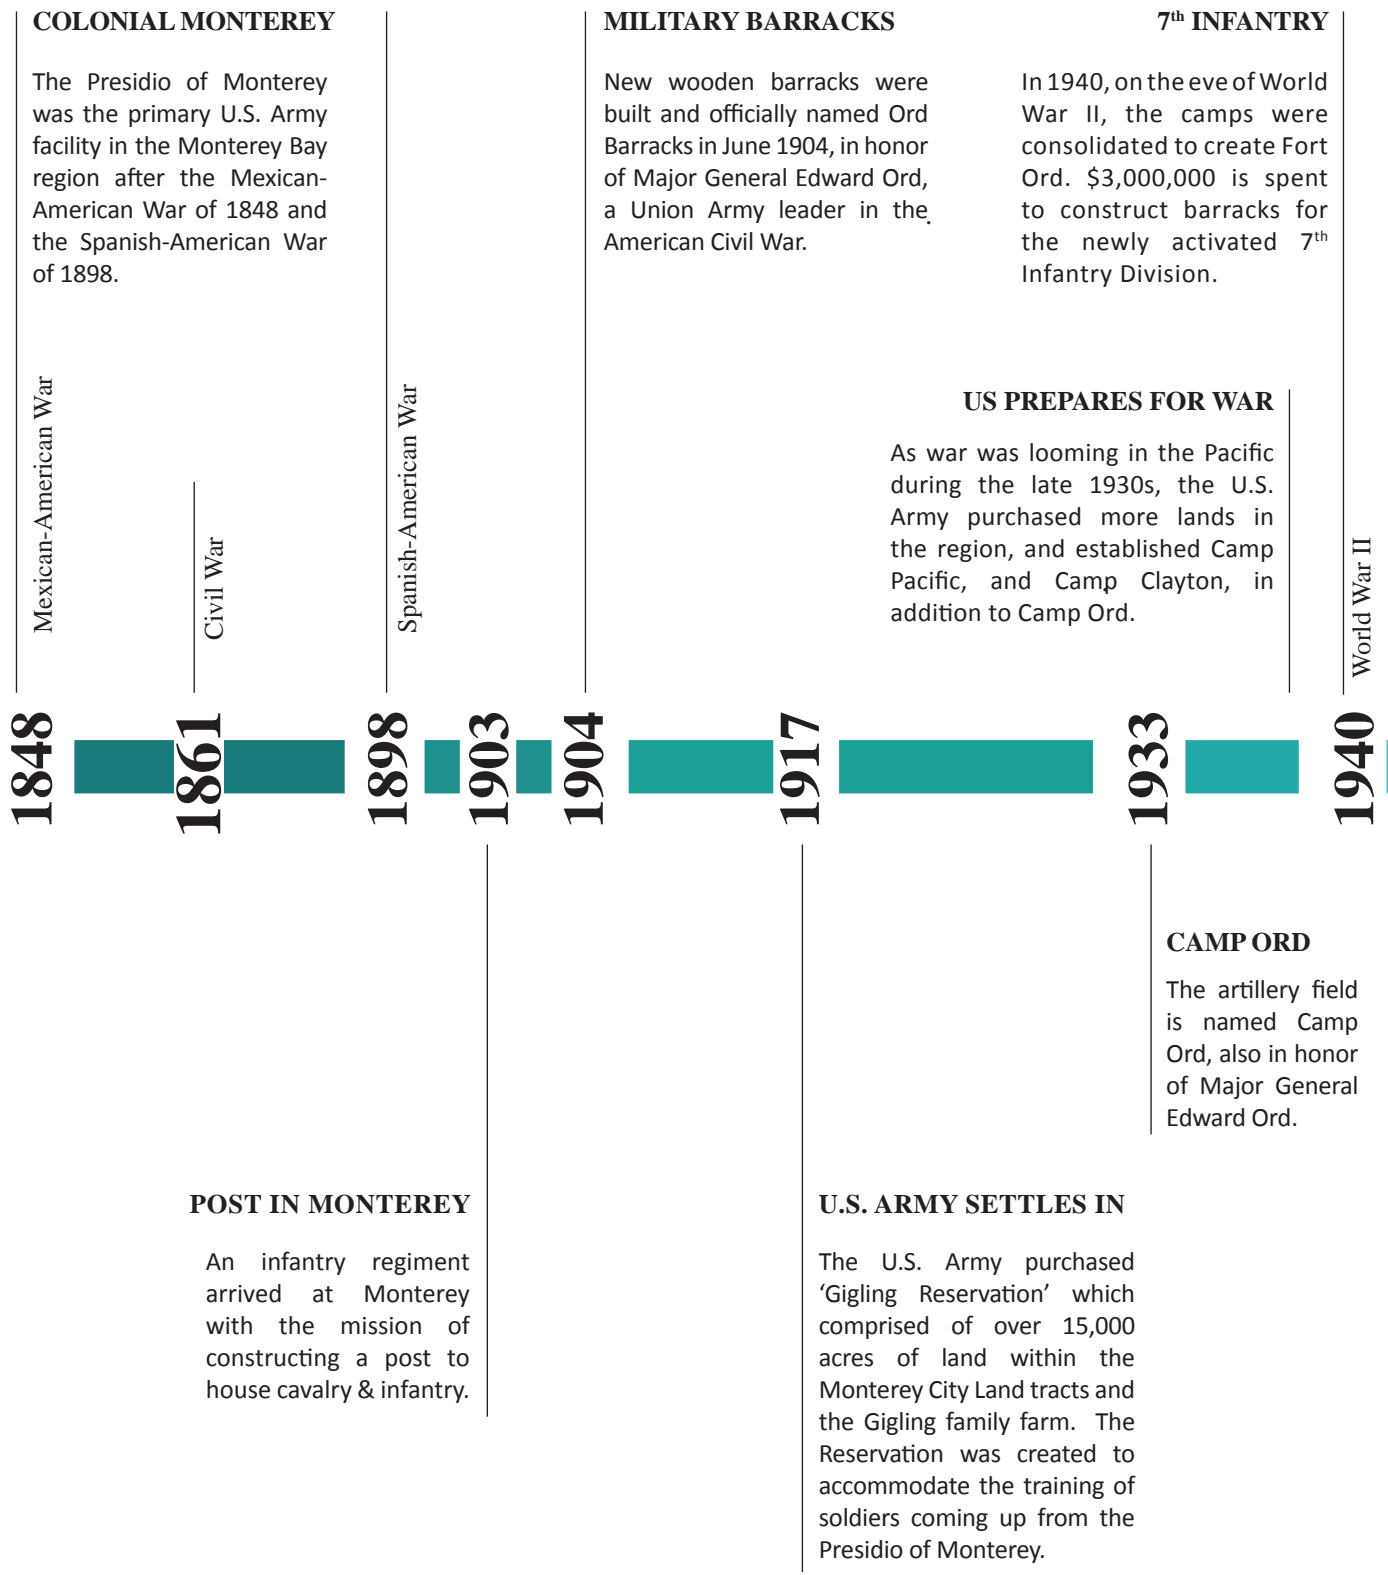 COLONIAL MONTEREY
The Presidio of Monterey
was the primary U.S. Army
facility in the Monterey Bay
region after the Mexican-
American War of 1848 and
the Spanish-American War
of 1898.
MILITARY BARRACKS
New wooden barracks were
built and officially named Ord
Barracks in June 1904, in honor
of Major General Edward Ord,
a Union Army leader in the
American Civil War.
7th INFANTRY
In 1940, on the eve of World
War II, the camps were
consolidated to create Fort
Ord. $3,000,000 is spent
to construct barracks for
the newly activated 7th
Infantry Division.
Mexican-American War
Civil War
Spanish-American War
US PREPARES FOR WAR
As war was looming in the Pacific
during the late 1930s, the U.S.
Army purchased more lands in
the region, and established Camp
Pacific, and Camp Clayton, in
addition to Camp Ord.
World War II
1848
1861
1898
1903
1904
1917
1933
1940
CAMP ORD
The artillery field
is named Camp
Ord, also in honor
of Major General
Edward Ord.
POST IN MONTEREY
An infantry regiment
arrived at Monterey
with the mission of
constructing a post to
house cavalry & infantry.
U.S. ARMY SETTLES IN
The U.S. Army purchased
‘Gigling Reservation’ which
comprised of over 15,000
acres of land within the
Monterey City Land tracts and
the Gigling family farm. The
Reservation was created to
accommodate the training of
soldiers coming up from the
Presidio of Monterey.